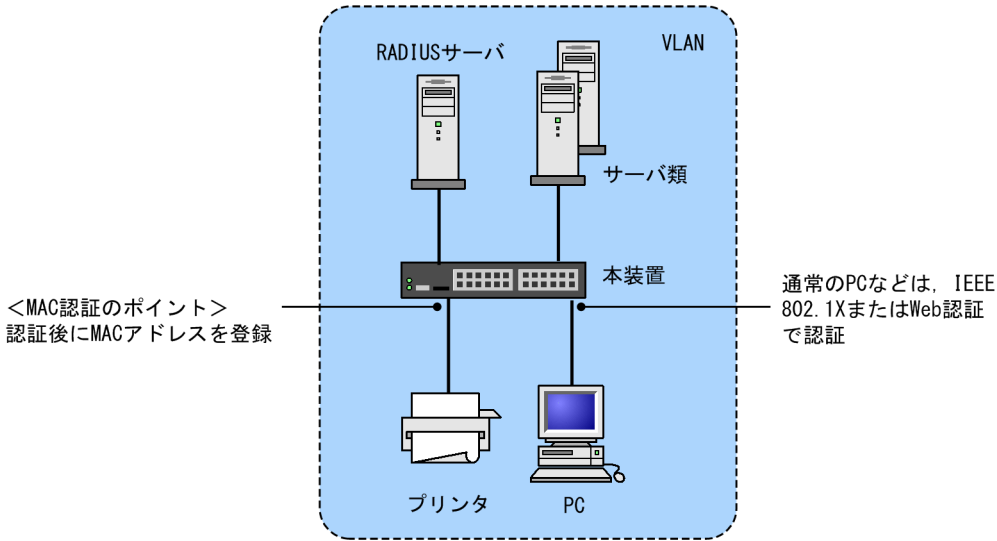 VLAN
RADIUSサーバ
サーバ類
本装置
<MAC認証のポイント>
認証後にMACアドレスを登録
通常のPCなどは,IEEE
802.1XまたはWeb認証
で認証
プリンタ
PC